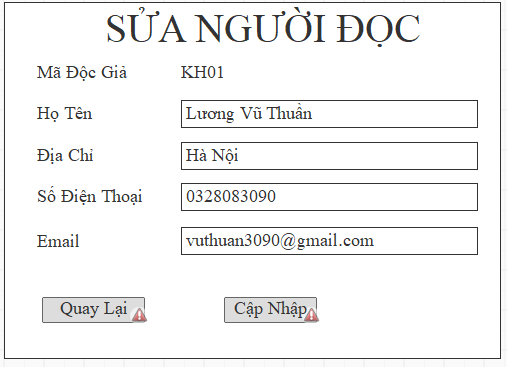 SỬA NGƯỜI ĐỌC
Mã Độc Giả KH01
Họ Tên Lương Vũ Thuần
Địa Chỉ Hà Nội
Số Điện Thoại 0328083090
Email vuthuan3090@gmail.com
Quay Lại Cập Nhập